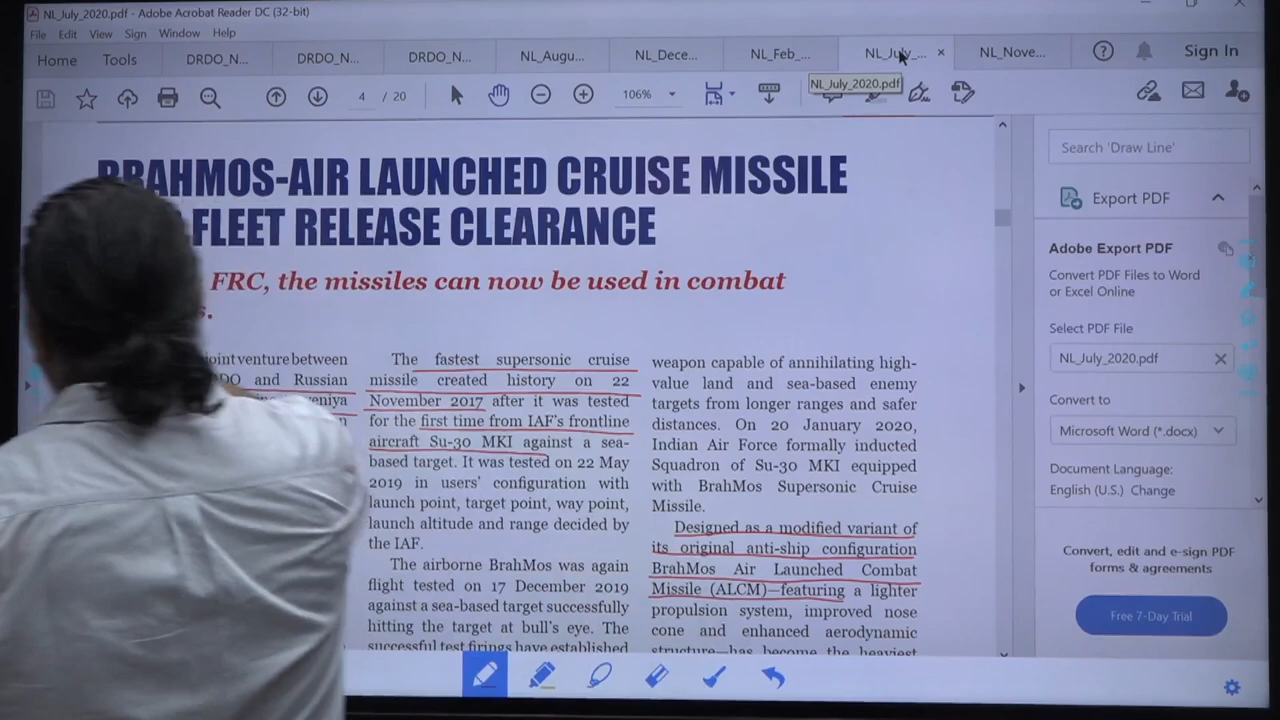 NL_July_2020.pdf - Adobe Acrobat Reader DC (32-bit)
File Edit View Sign Window Help
Home Tools DRDO_N... DRDO_N... DRDO_N... NL_Augu... NL_Dece... NL_Feb_... NL_July_... NL_Nove... Sign In
4 / 20 106%
NL_July_2020.pdf
BRAHMOS-AIR LAUNCHED CRUISE MISSILE
FLEET RELEASE CLEARANCE
FRC, the missiles can now be used in combat
joint venture between
and Russian
The fastest supersonic cruise
missile created history on 22
November 2017 after it was tested
for the first time from IAF's frontline
aircraft Su-30 MKI against a sea-
based target. It was tested on 22 May
2019 in users' configuration with
launch point, target point, way point,
launch altitude and range decided by
the IAF.
The airborne BrahMos was again
flight tested on 17 December 2019
against a sea-based target successfully
hitting the target at bull's eye. The
successful test firings have established
weapon capable of annihilating high-
value land and sea-based enemy
targets from longer ranges and safer
distances. On 20 January 2020,
Indian Air Force formally inducted
Squadron of Su-30 MKI equipped
with BrahMos Supersonic Cruise
Missile.
Designed as a modified variant of
its original anti-ship configuration
BrahMos Air Launched Combat
Missile (ALCM)—featuring a lighter
propulsion system, improved nose
cone and enhanced aerodynamic
structure—has become the heaviest
Search 'Draw Line'
Export PDF
Adobe Export PDF
Convert PDF Files to Word
or Excel Online
Select PDF File
NL_July_2020.pdf
Convert to
Microsoft Word (*.docx)
Document Language:
English (U.S.) Change
Convert, edit and e-sign PDF
forms & agreements
Free 7-Day Trial